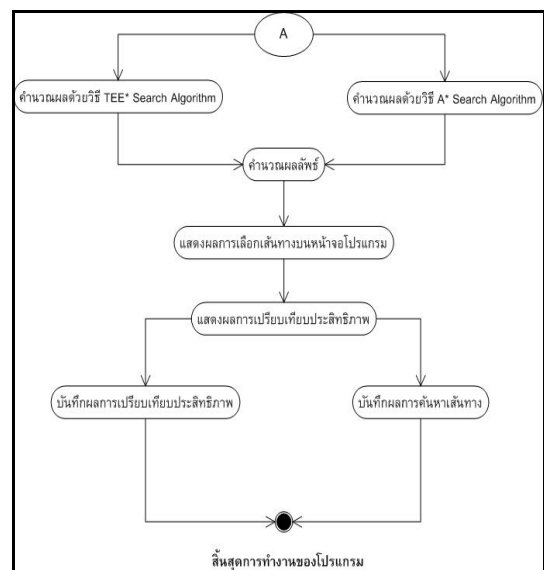 A
คำนวณผลด้วยวิธี TEE* Search Algorithm
คำนวณผลด้วยวิธี A* Search Algorithm
คำนวณผลลัพธ์
แสดงผลการเลือกเส้นทางบนหน้าจอโปรแกรม
แสดงผลการเปรียบเทียบประสิทธิภาพ
บันทึกผลการเปรียบเทียบประสิทธิภาพ
บันทึกผลการค้นหาเส้นทาง
สิ้นสุดการทำงานของโปรแกรม